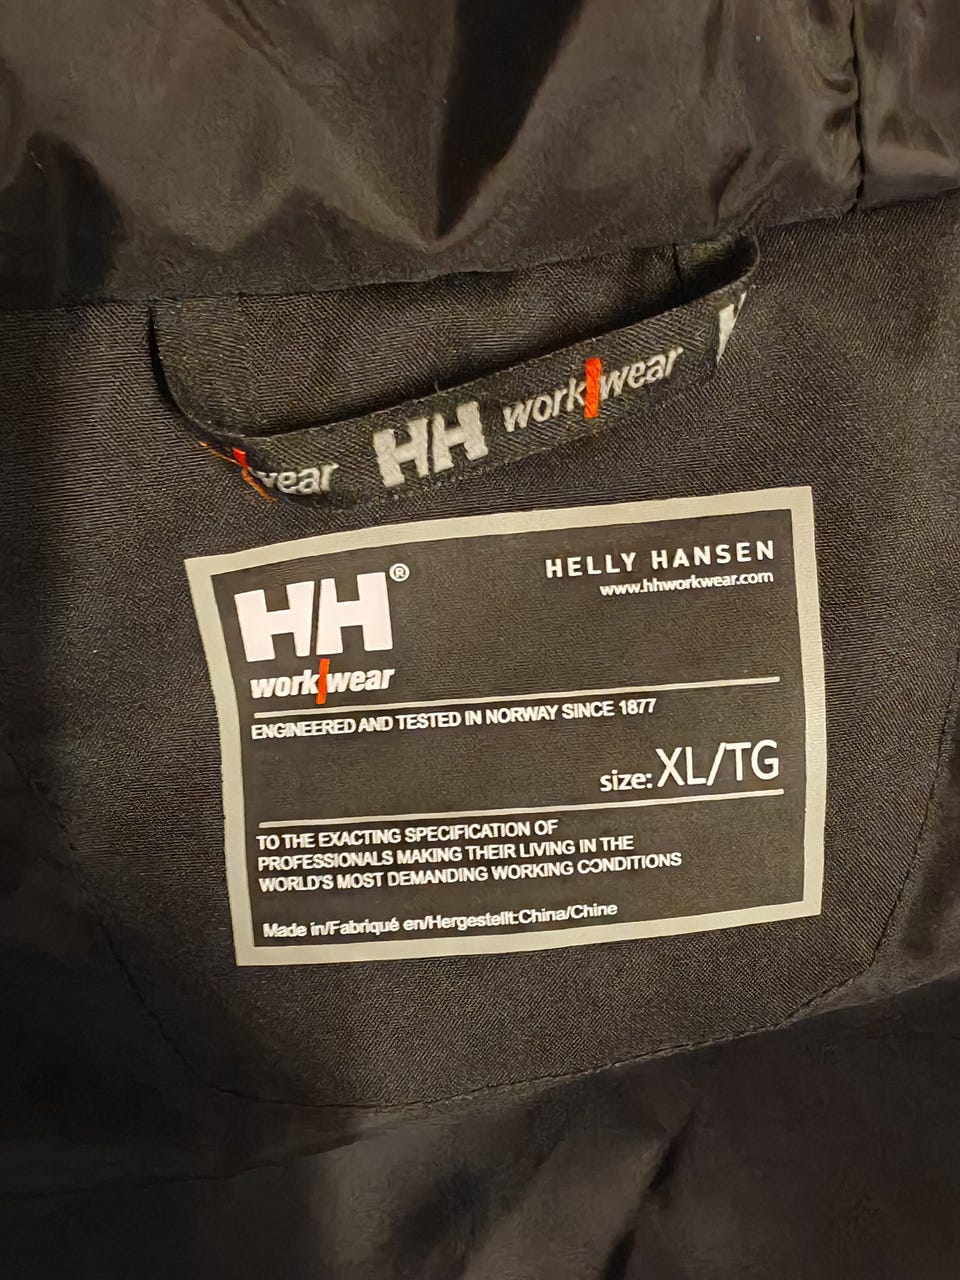 work/wear
HH
wear
HH®
work/wear
HELLY HANSEN
www.hhworkwear.com
ENGINEERED AND TESTED IN NORWAY SINCE 1877
size: XL/TG
TO THE EXACTING SPECIFICATION OF
PROFESSIONALS MAKING THEIR LIVING IN THE
WORLD'S MOST DEMANDING WORKING CONDITIONS
Made in/Fabriqué en/Hergestellt:China/Chine